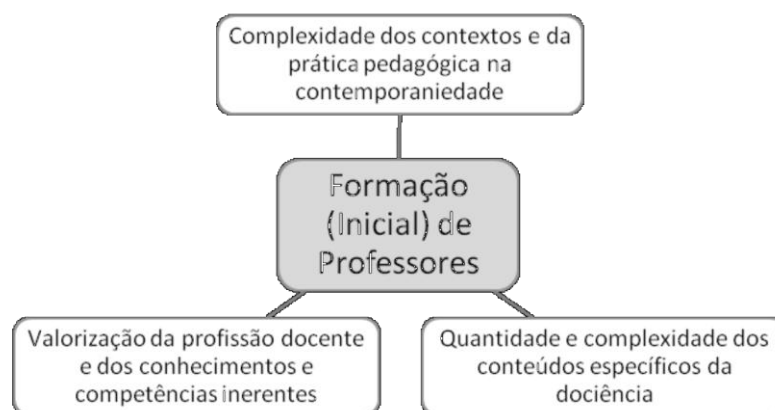 Complexidade dos contextos e da
prática pedagógica na
contemporaniedade
Formação
(Inicial) de
Professores
Valorização da profissão docente
e dos conhecimentos e
competências inerentes
Quantidade e complexidade dos
conteúdos específicos da
dociência